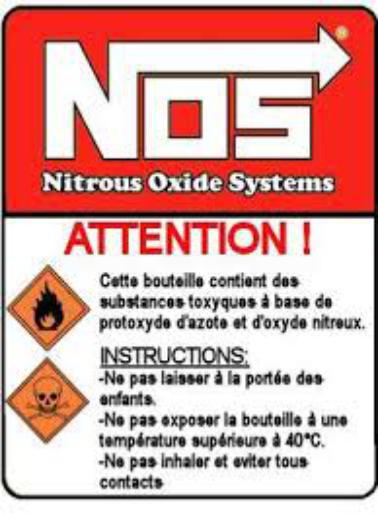 NOS
®
Nitrous Oxide Systems
ATTENTION !
Cette bouteille contient des
substances toxyques à base de
protoxyde d'azote et d'oxyde nitreux.
INSTRUCTIONS:
-Ne pas laisser à la portée des
enfants.
-Ne pas exposer la bouteille à une
température supérieure à 40°C.
-Ne pas inhaler et eviter tous
contacts